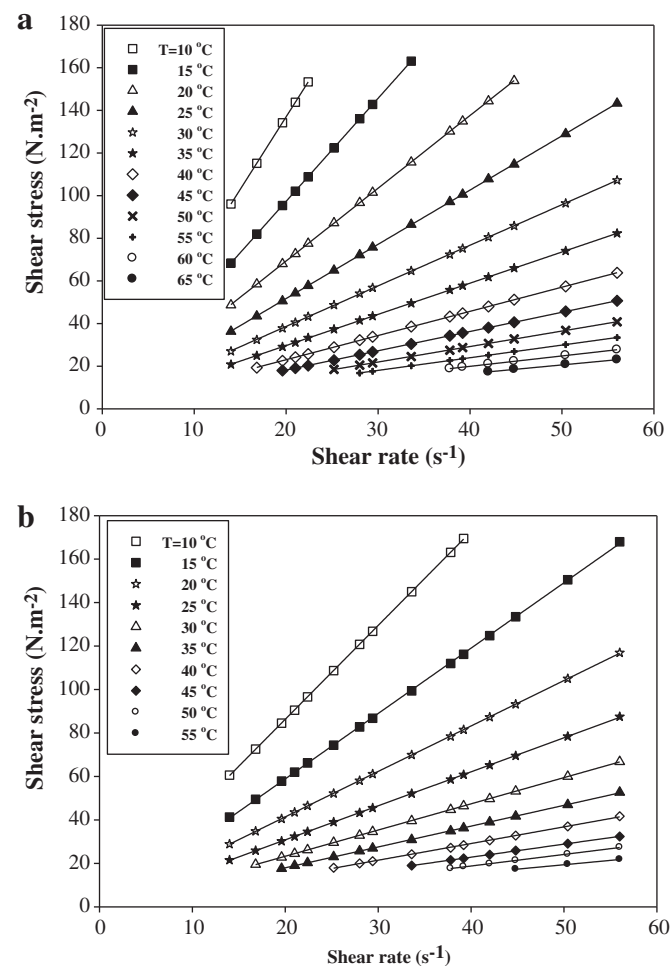 a
180
160
140
120
100
80
60
40
20
0
Shear stress (N.m-2)
T=10 °C
15 °C
20 °C
25 °C
30 °C
35 °C
40 °C
45 °C
50 °C
55 °C
60 °C
65 °C
0 10 20 30 40 50 60
Shear rate (s-1)
b
180
160
140
120
100
80
60
40
20
0
Shear stress (N.m-2)
T=10 °C
15 °C
20 °C
25 °C
30 °C
35 °C
40 °C
45 °C
50 °C
55 °C
0 10 20 30 40 50 60
Shear rate (s-1)